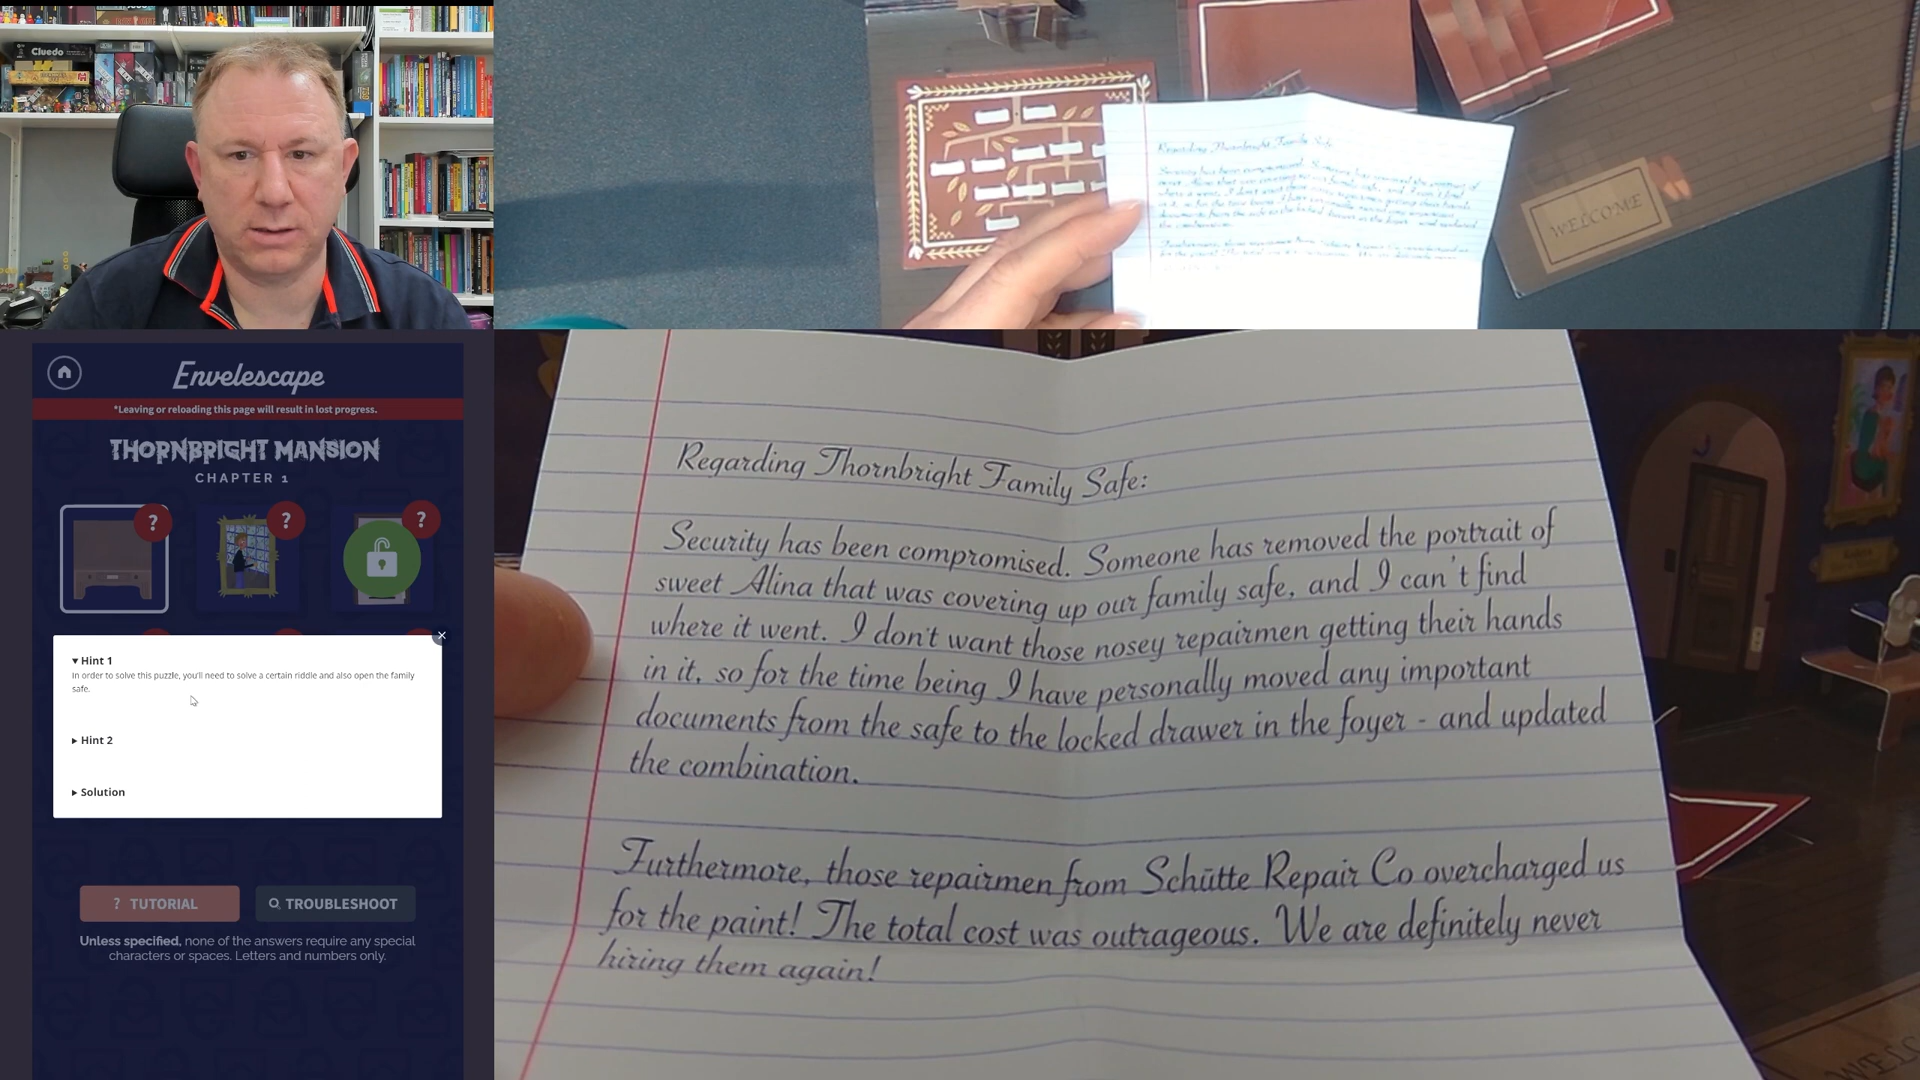 Cluedo
WELCOME
Envelescape
*Leaving or reloading this page will result in lost progress.
THORNBRIGHT MANSION
CHAPTER 1
?
?
?
Hint 1
In order to solve this puzzle, you'll need to solve a certain riddle and also open the family
safe.
Hint 2
Solution
? TUTORIAL
TROUBLESHOOT
Unless specified, none of the answers require any special
characters or spaces. Letters and numbers only.
Regarding Thornbright Family Safe:
Security has been compromised. Someone has removed the portrait of
sweet Alina that was covering up our family safe, and I can't find
where it went. I don't want those nosey repairmen getting their hands
in it, so for the time being I have personally moved any important
documents from the safe to the locked drawer in the foyer - and updated
the combination.
Furthermore, those repairmen from Schütte Repair Co overcharged us
for the paint! The total cost was outrageous. We are definitely never
hiring them again!